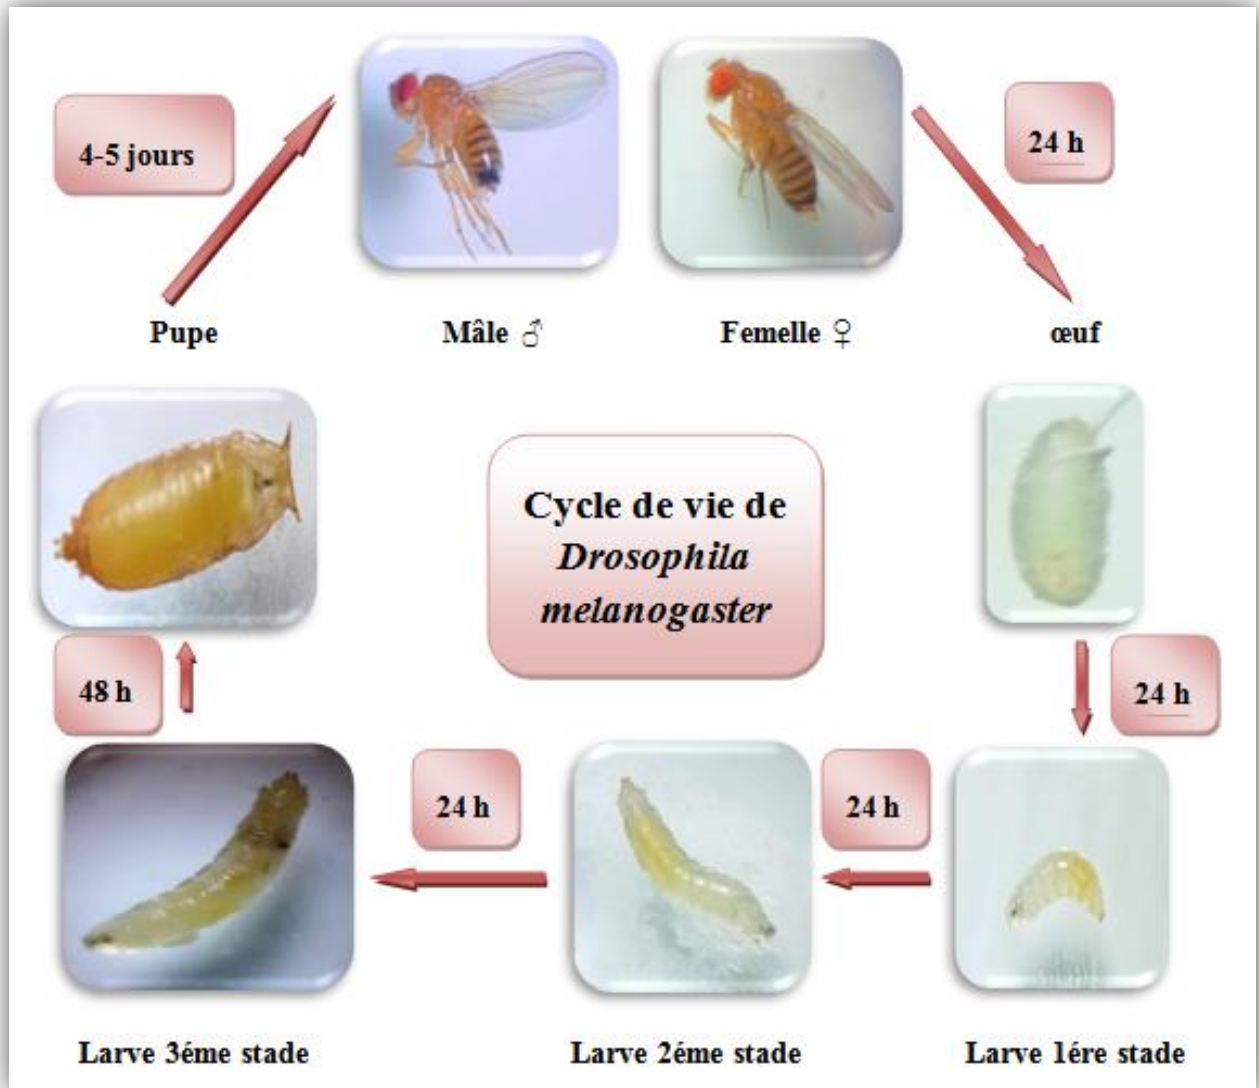 4-5 jours
24 h
Pupe
Mâle ♂
Femelle ♀
œuf
Cycle de vie de
Drosophila
melanogaster
48 h
24 h
24 h
24 h
Larve 3éme stade
Larve 2éme stade
Larve 1ére stade